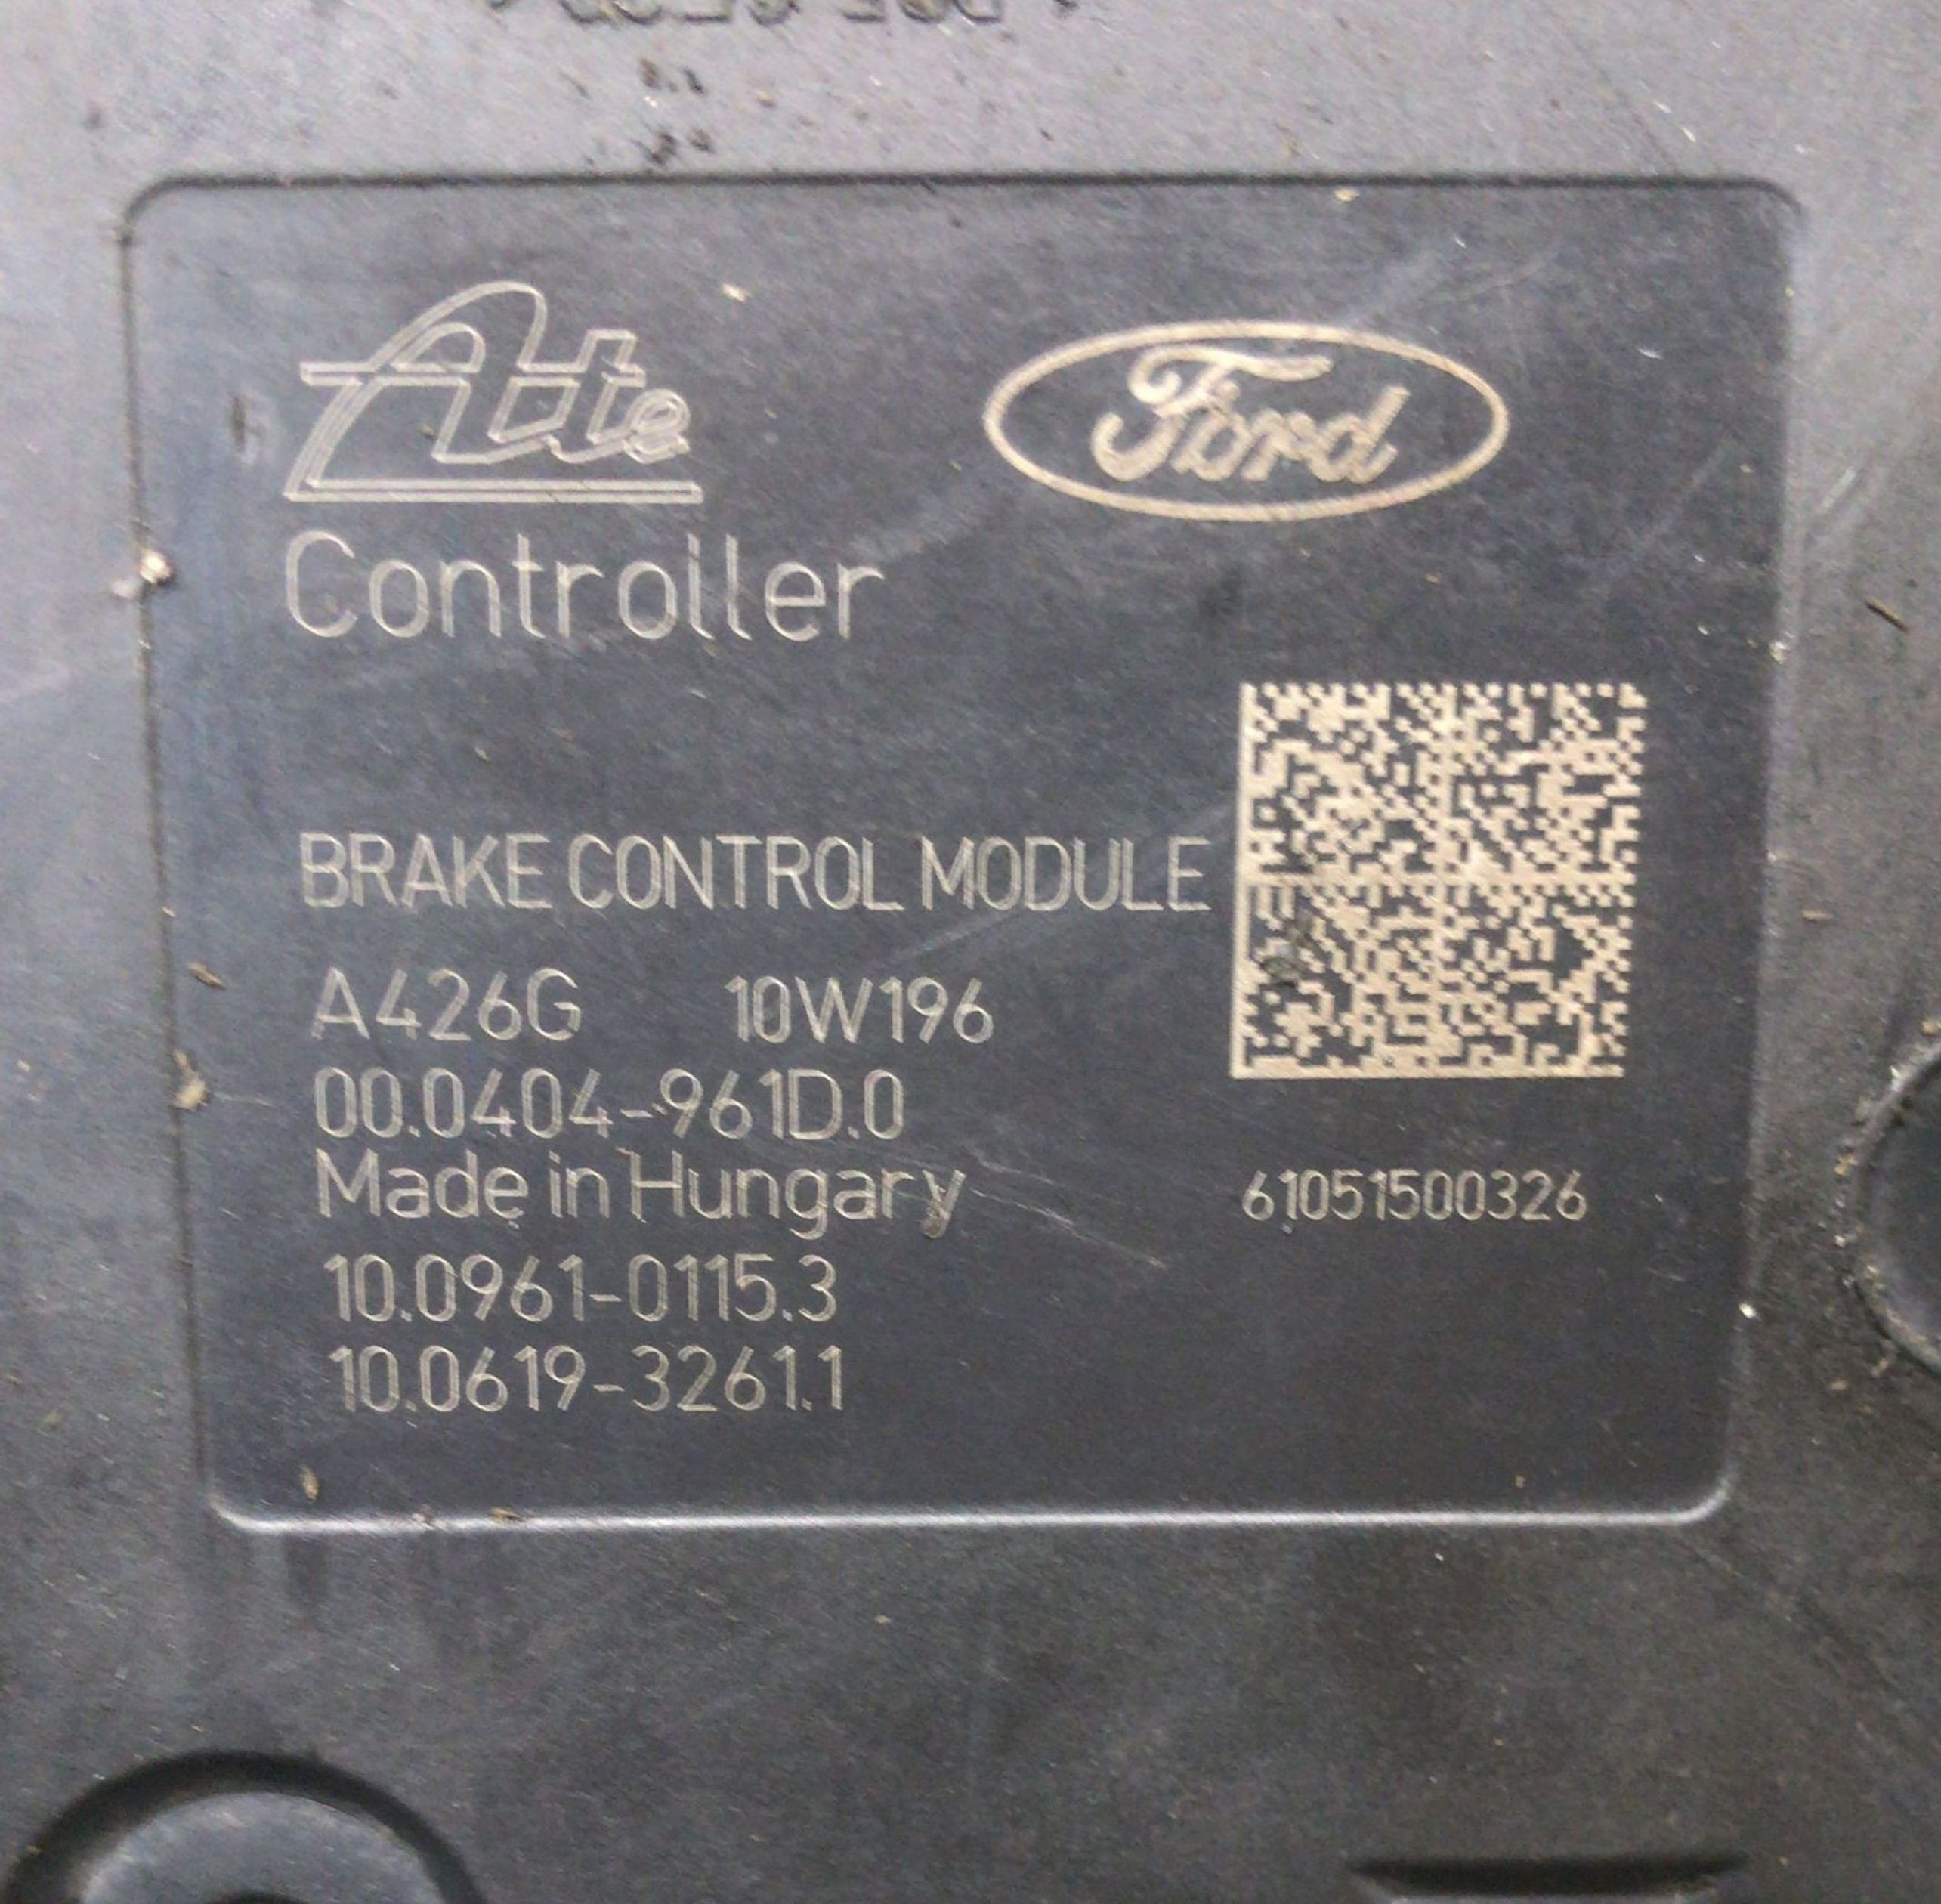 Ate
Ford
Controller
BRAKE CONTROL MODULE
A426G 10W196
00.0404-961D.0
Made in Hungary
61051500326
10.0961-0115.3
10.0619-3261.1